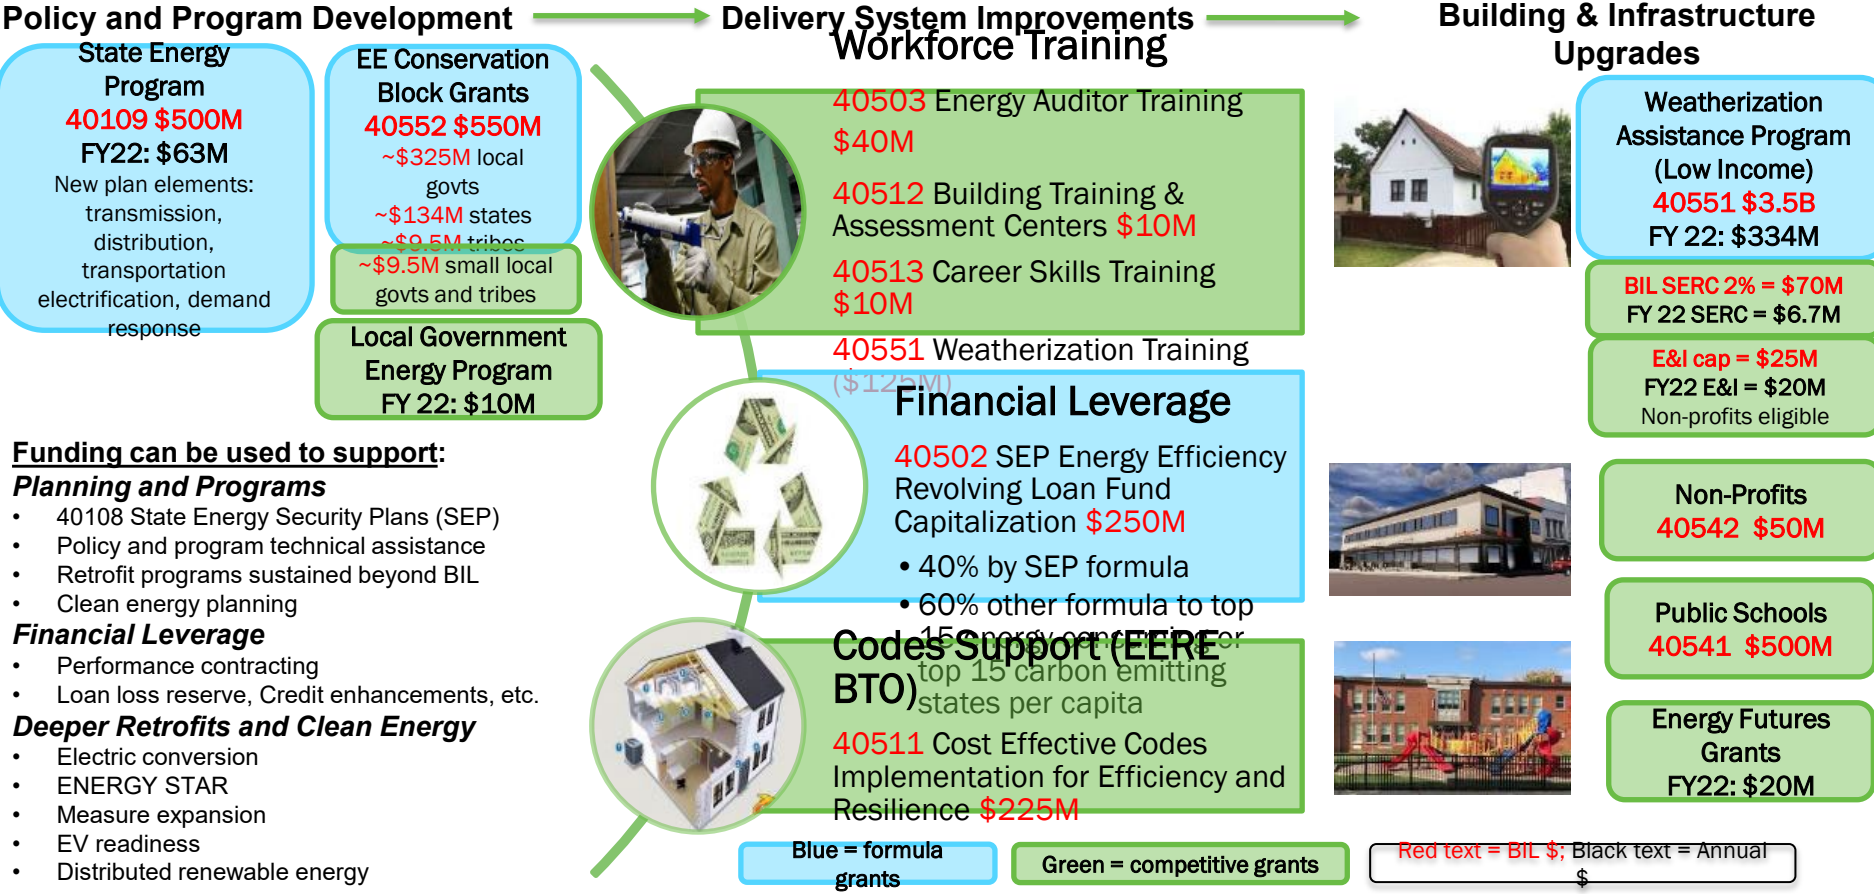 Policy and Program Development
Delivery System Improvements
Building & Infrastructure
Upgrades
State Energy
Program
40109 $500M
FY22: $63M
New plan elements:
transmission,
distribution,
transportation
electrification, demand
response
EE Conservation
Block Grants
40552 $550M
~$325M local
govts
~$134M states
~$9.5M tribes
~$9.5M small local
govts and tribes
Local Government
Energy Program
FY 22: $10M
Funding can be used to support:
Planning and Programs
• 40108 State Energy Security Plans (SEP)
• Policy and program technical assistance
• Retrofit programs sustained beyond BIL
• Clean energy planning
Financial Leverage
• Performance contracting
• Loan loss reserve, Credit enhancements, etc.
Deeper Retrofits and Clean Energy
• Electric conversion
• ENERGY STAR
• Measure expansion
• EV readiness
• Distributed renewable energy
Workforce Training
40503 Energy Auditor Training
$40M
40512 Building Training &
Assessment Centers $10M
40513 Career Skills Training
$10M
40551 Weatherization Training
($125M)
Financial Leverage
40502 SEP Energy Efficiency
Revolving Loan Fund
Capitalization $250M
• 40% by SEP formula
• 60% other formula to top
15 energy consuming or
top 15 carbon emitting
states per capita
Codes Support (EERE
BTO)
40511 Cost Effective Codes
Implementation for Efficiency and
Resilience $225M
Weatherization
Assistance Program
(Low Income)
40551 $3.5B
FY 22: $334M
BIL SERC 2% = $70M
FY 22 SERC = $6.7M
E&I cap = $25M
FY22 E&I = $20M
Non-profits eligible
Non-Profits
40542 $50M
Public Schools
40541 $500M
Energy Futures
Grants
FY22: $20M
Blue = formula
grants
Green = competitive grants
Red text = BIL $; Black text = Annual
$